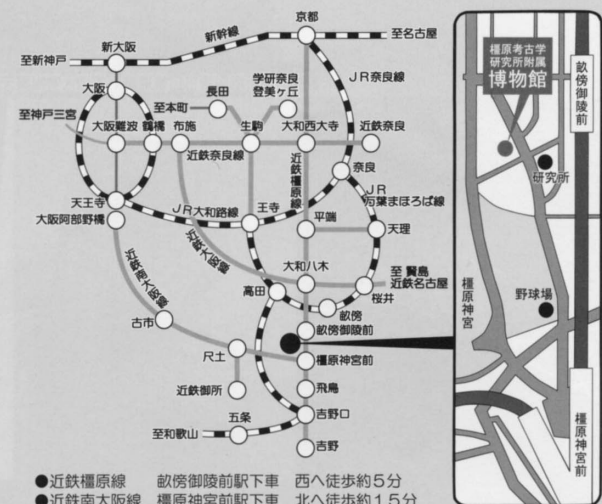 京都
新幹線
至名古屋
新大阪
至新神戸
大阪
JR奈良線
長田
学研奈良
登美ヶ丘
至本町
至神戸三宮
大阪難波
鶴橋
布施
生駒
大和西大寺
近鉄奈良
近鉄奈良線
近鉄橿原線
奈良
天王寺
JR大和路線
王寺
JR
万葉まほろば線
大阪阿部野橋
平端
天理
近鉄大阪線
近鉄南大阪線
大和八木
至 賢島
近鉄名古屋
高田
桜井
畝傍
古市
畝傍御陵前
尺土
橿原神宮前
近鉄御所
飛鳥
五条
吉野口
至和歌山
吉野
橿原考古学
研究所附属
博物館
畝傍御陵前
研究所
野球場
橿原神宮
橿原神宮前
●近鉄橿原線 畝傍御陵前駅下車 西へ徒歩約5分
●近鉄南大阪線 橿原神宮前駅下車 北へ徒歩約15分